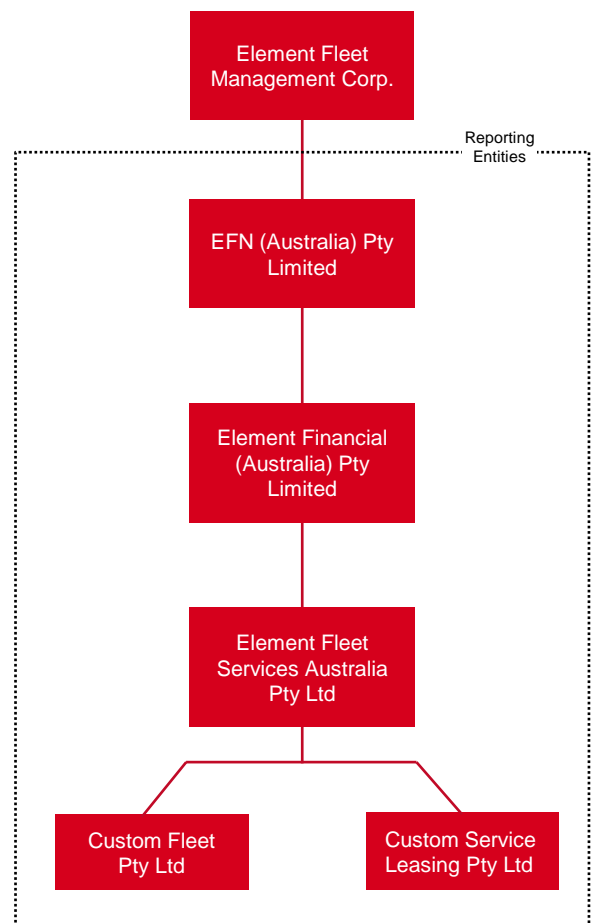 Element Fleet
Management Corp.
Reporting
Entities
EFN (Australia) Pty
Limited
Element Financial
(Australia) Pty
Limited
Element Fleet
Services Australia
Pty Ltd
Custom Fleet
Pty Ltd
Custom Service
Leasing Pty Ltd